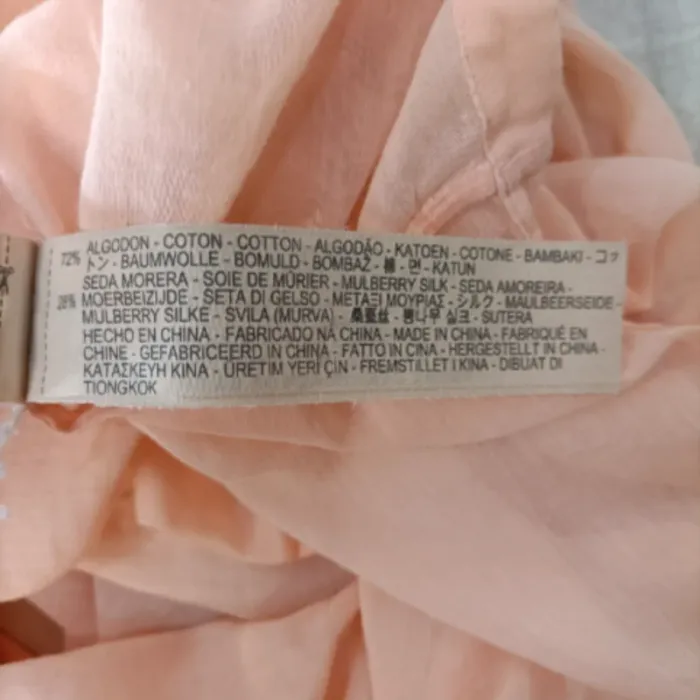 72% ALGODON - COTON - COTTON - ALGODÃO - KATOEN - COTONE - BAMBAKI - コッ
トン - BAUMWOLLE - BOMULD - BOMBAŽ - 棉 - 면 - KATUN
SEDA MORERA - SOIE DE MÛRIER - MULBERRY SILK - SEDA AMOREIRA -
28% MOERBEIZIJDE - SETA DI GELSO - ΜΕΤΑΞΙ ΜΟΥΡΙΑΣ - シルク - MAULBEERSEIDE -
MULBERRY SILKE - SVILA (MURVA) - 桑蚕丝 - 뽕나무 실크 - SUTERA
HECHO EN CHINA - FABRICADO NA CHINA - MADE IN CHINA - FABRIQUÉ EN
CHINE - GEFABRICEERD IN CHINA - FATTO IN CINA - HERGESTELLT IN CHINA -
ΚΑΤΑΣΚΕΥΗ ΚΙΝΑ - ÜRETIM YERİ ÇİN - FREMSTILLET I KINA - DIBUAT DI
TIONGKOK